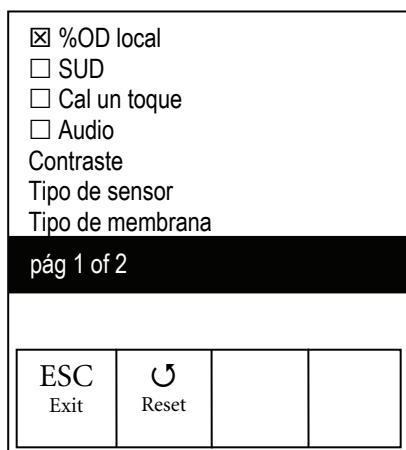 ☒ %OD local
☐ SUD
☐ Cal un toque
☐ Audio
Contraste
Tipo de sensor
Tipo de membrana
pág 1 of 2
ESC ↺
Exit Reset